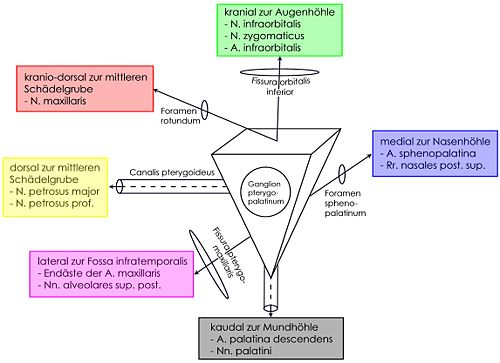 kranial zur Augenhöhle
- N. infraorbitalis
- N. zygomaticus
- A. infraorbitalis
kranio-dorsal zur mittleren
Schädelgrube
- N. maxillaris
Fissura orbitalis
inferior
Foramen
rotundum
medial zur Nasenhöhle
- A. sphenopalatina
- Rr. nasales post. sup.
dorsal zur mittleren
Schädelgrube
- N. petrosus major
- N. petrosus prof.
Canalis pterygoideus
Ganglion
pterygo-
palatinum
Foramen
spheno-
palatinum
Fissura pterygo-
maxillaris
lateral zur Fossa infratemporalis
- Endäste der A. maxillaris
- Nn. alveolares sup. post.
kaudal zur Mundhöhle
- A. palatina descendens
- Nn. palatini